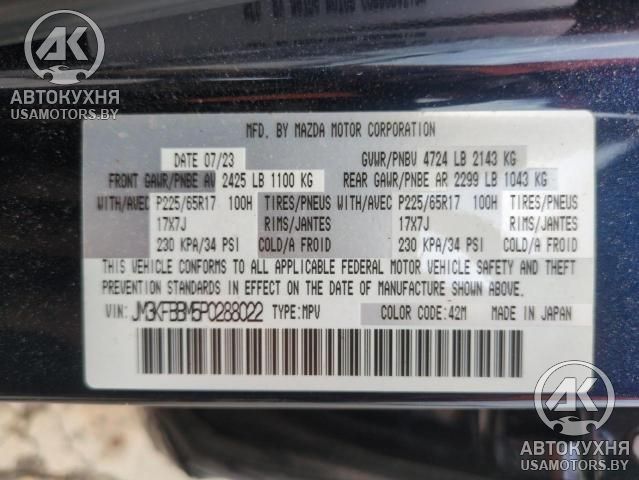 АВТОКУХНЯ
USAMOTORS.BY
MFD. BY MAZDA MOTOR CORPORATION
DATE 07/23 GVWR/PNBV 4724 LB 2143 KG
FRONT GAWR/PNBE AV 2425 LB 1100 KG REAR GAWR/PNBE AR 2299 LB 1043 KG
WITH/AVEC P225/65R17 100H TIRES/PNEUS WITH/AVEC P225/65R17 100H TIRES/PNEUS
17X7J RIMS/JANTES 17X7J RIMS/JANTES
230 KPA/34 PSI COLD/A FROID 230 KPA/34 PSI COLD/A FROID
THIS VEHICLE CONFORMS TO ALL APPLICABLE FEDERAL MOTOR VEHICLE SAFETY AND THEFT
PREVENTION STANDARDS IN EFFECT ON THE DATE OF MANUFACTURE SHOWN ABOVE.
VIN: JM3KFBBM5P0288022 TYPE: MPV COLOR CODE: 42M MADE IN JAPAN
АК
АВТОКУХНЯ
USAMOTORS.BY